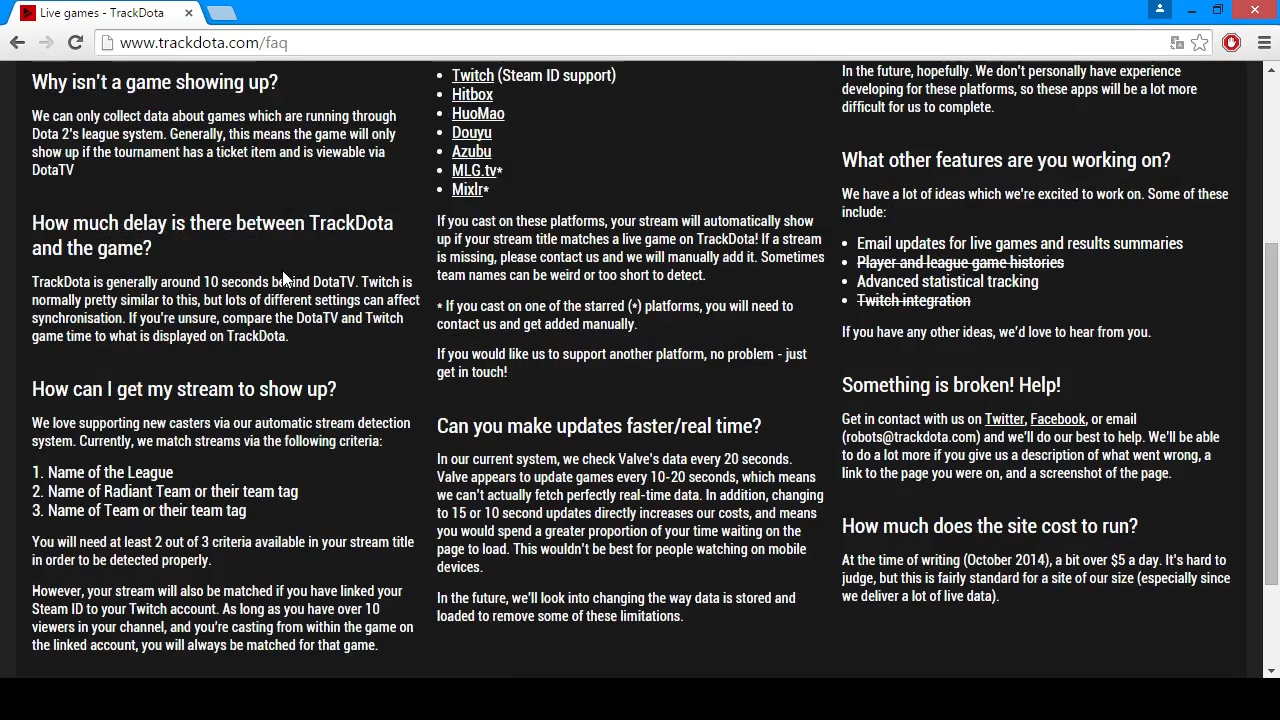 Live games - TrackDota
www.trackdota.com/faq
Why isn't a game showing up?
We can only collect data about games which are running through
Dota 2's league system. Generally, this means the game will only
show up if the tournament has a ticket item and is viewable via
DotaTV
How much delay is there between TrackDota
and the game?
TrackDota is generally around 10 seconds behind DotaTV. Twitch is
normally pretty similar to this, but lots of different settings can affect
synchronisation. If you're unsure, compare the DotaTV and Twitch
game time to what is displayed on TrackDota.
How can I get my stream to show up?
We love supporting new casters via our automatic stream detection
system. Currently, we match streams via the following criteria:
1. Name of the League
2. Name of Radiant Team or their team tag
3. Name of Team or their team tag
You will need at least 2 out of 3 criteria available in your stream title
in order to be detected properly.
However, your stream will also be matched if you have linked your
Steam ID to your Twitch account. As long as you have over 10
viewers in your channel, and you're casting from within the game on
the linked account, you will always be matched for that game.
• Twitch (Steam ID support)
• Hitbox
• HuoMao
• Douyu
• Azubu
• MLG.tv*
• Mixlr*
If you cast on these platforms, your stream will automatically show
up if your stream title matches a live game on TrackDota! If a stream
is missing, please contact us and we will manually add it. Sometimes
team names can be weird or too short to detect.
* If you cast on one of the starred (*) platforms, you will need to
contact us and get added manually.
If you would like us to support another platform, no problem - just
get in touch!
Can you make updates faster/real time?
In our current system, we check Valve's data every 20 seconds.
Valve appears to update games every 10-20 seconds, which means
we can't actually fetch perfectly real-time data. In addition, changing
to 15 or 10 second updates directly increases our costs, and means
you would spend a greater proportion of your time waiting on the
page to load. This wouldn't be best for people watching on mobile
devices.
In the future, we'll look into changing the way data is stored and
loaded to remove some of these limitations.
In the future, hopefully. We don't personally have experience
developing for these platforms, so these apps will be a lot more
difficult for us to complete.
What other features are you working on?
We have a lot of ideas which we're excited to work on. Some of these
include:
• Email updates for live games and results summaries
• Player and league game histories
• Advanced statistical tracking
• Twitch integration
If you have any other ideas, we'd love to hear from you.
Something is broken! Help!
Get in contact with us on Twitter, Facebook, or email
(robots@trackdota.com) and we'll do our best to help. We'll be able
to do a lot more if you give us a description of what went wrong, a
link to the page you were on, and a screenshot of the page.
How much does the site cost to run?
At the time of writing (October 2014), a bit over $5 a day. It's hard to
judge, but this is fairly standard for a site of our size (especially since
we deliver a lot of live data).